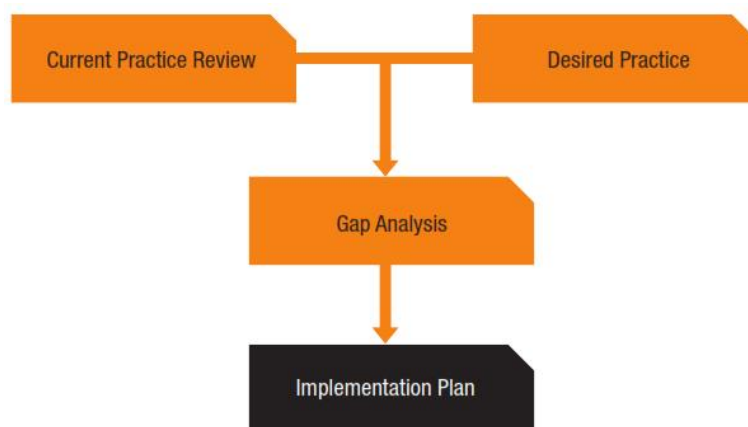 Current Practice Review
Desired Practice
Gap Analysis
Implementation Plan